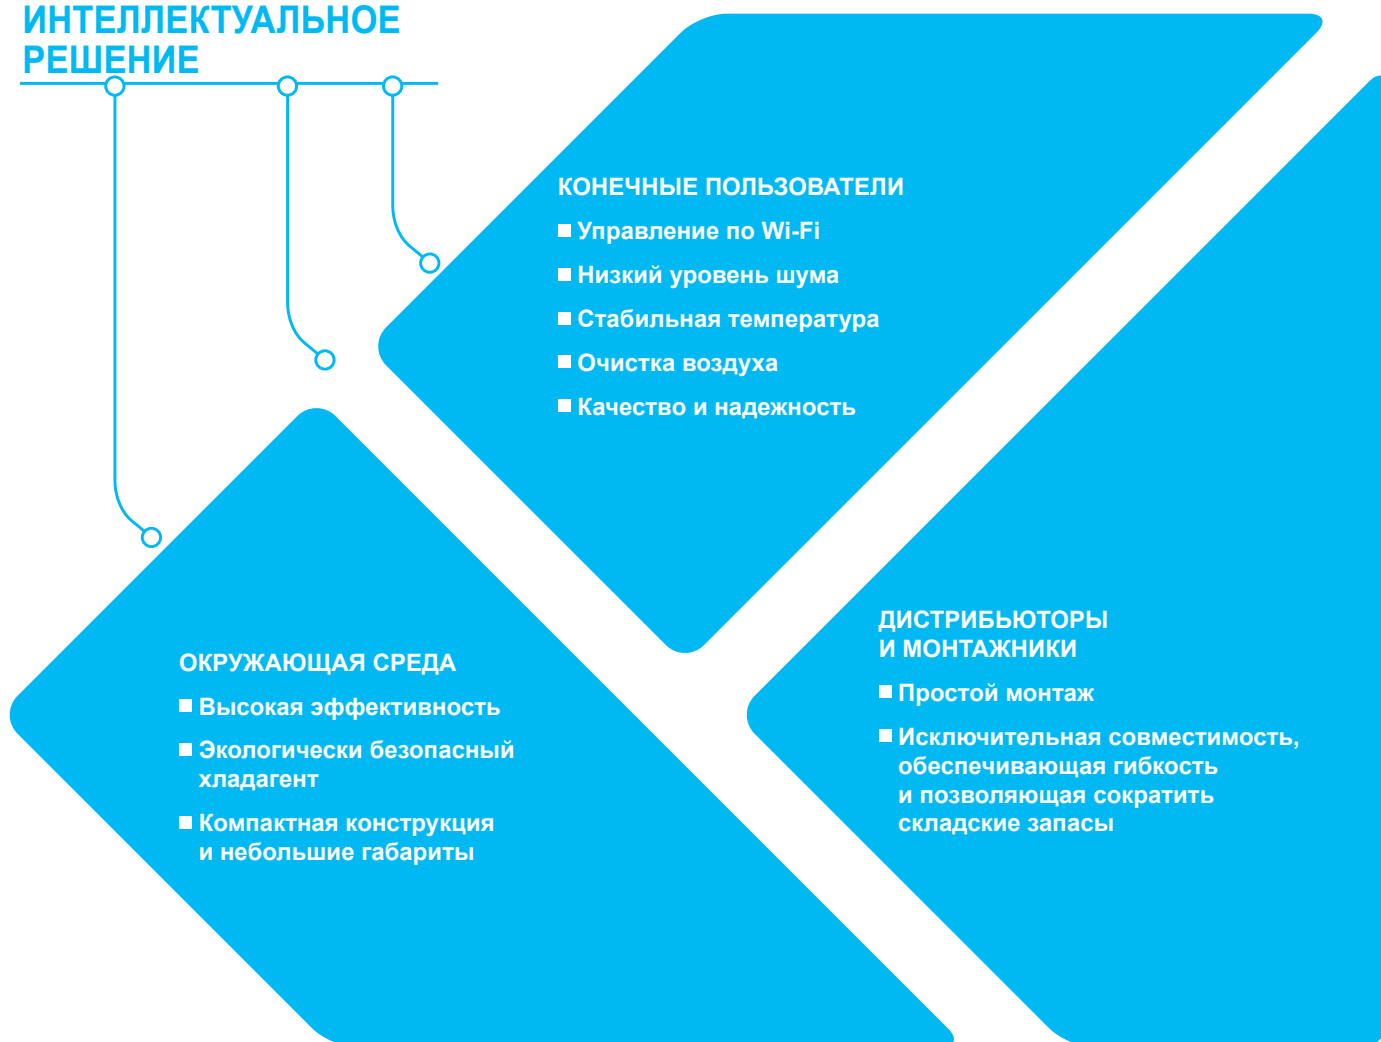 ИНТЕЛЛЕКТУАЛЬНОЕ
РЕШЕНИЕ
КОНЕЧНЫЕ ПОЛЬЗОВАТЕЛИ
Управление по Wi-Fi
Низкий уровень шума
Стабильная температура
Очистка воздуха
Качество и надежность
ОКРУЖАЮЩАЯ СРЕДА
Высокая эффективность
Экологически безопасный
хладагент
Компактная конструкция
и небольшие габариты
ДИСТРИБЬЮТОРЫ
И МОНТАЖНИКИ
Простой монтаж
Исключительная совместимость,
обеспечивающая гибкость
и позволяющая сократить
складские запасы